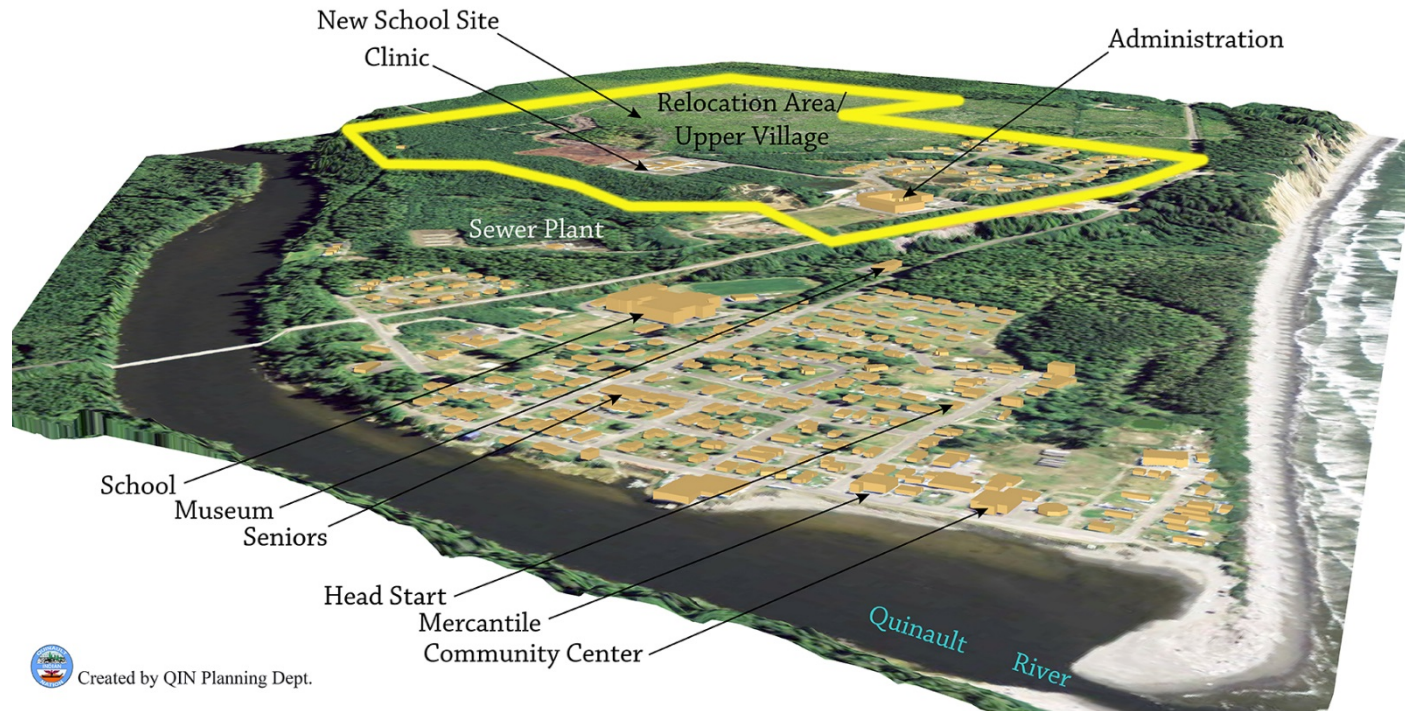 New School Site
Clinic
Administration
Relocation Area/
Upper Village
Sewer Plant
School
Museum
Seniors
Head Start
Mercantile
Community Center
Quinault River
Created by QIN Planning Dept.